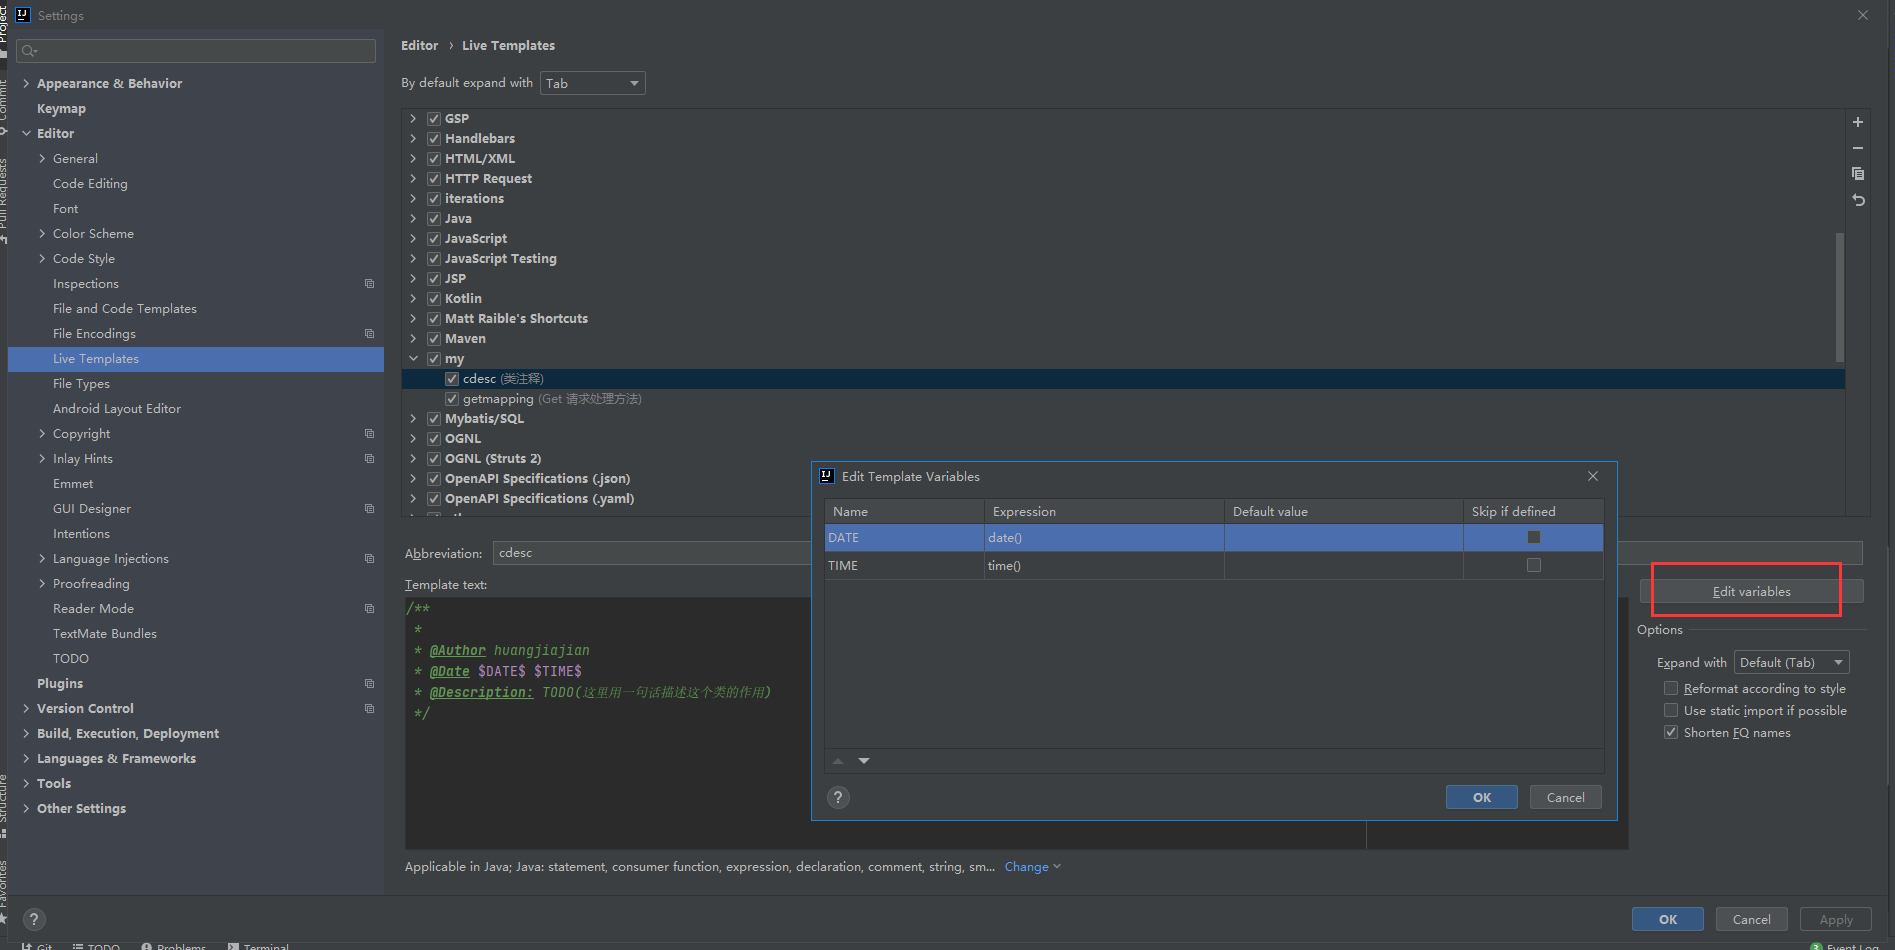 Settings
Project
Commit
Pull Requests
Structure
Favorites
Appearance & Behavior
Keymap
Editor
General
Code Editing
Font
Color Scheme
Code Style
Inspections
File and Code Templates
File Encodings
Live Templates
File Types
Android Layout Editor
Copyright
Inlay Hints
Emmet
GUI Designer
Intentions
Language Injections
Proofreading
Reader Mode
TextMate Bundles
TODO
Plugins
Version Control
Build, Execution, Deployment
Languages & Frameworks
Tools
Other Settings
Editor › Live Templates
By default expand with Tab
GSP
Handlebars
HTML/XML
HTTP Request
iterations
Java
JavaScript
JavaScript Testing
JSP
Kotlin
Matt Raible's Shortcuts
Maven
my
cdesc (类注释)
getmapping (Get 请求处理方法)
Mybatis/SQL
OGNL
OGNL (Struts 2)
OpenAPI Specifications (.json)
OpenAPI Specifications (.yaml)
Abbreviation: cdesc
Template text:
/**
*
* @Author huangjiajian
* @Date $DATE$ $TIME$
* @Description: TODO(这里用一句话描述这个类的作用)
*/
Edit Template Variables
Name Expression Default value Skip if defined
DATE date()
TIME time()
?
OK Cancel
Edit variables
Options
Expand with Default (Tab)
Reformat according to style
Use static import if possible
Shorten FQ names
Applicable in Java; Java: statement, consumer function, expression, declaration, comment, string, sm... Change
?
OK Cancel Apply
Git TODO Problems Terminal
3 Event Log